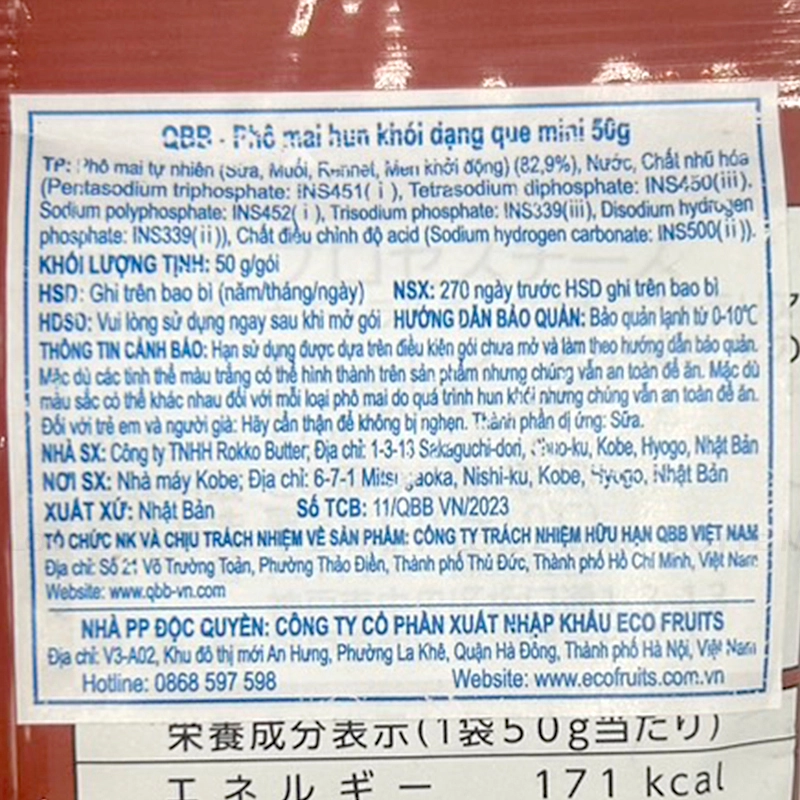 QBB - Phô mai hun khói dạng que mini 50g
TP: Phô mai tự nhiên (Sữa, Muối, Rennet, Men khởi động) (82,9%), Nước, Chất nhũ hóa
(Pentasodium triphosphate: INS451( i ), Tetrasodium diphosphate: INS450(iii).
Sodium polyphosphate: INS452( i ), Trisodium phosphate: INS339(iii), Disodium hydrogen
phosphate: INS339(ii)), Chất điều chỉnh độ acid (Sodium hydrogen carbonate: INS500(ii)).
KHỐI LƯỢNG TỊNH: 50 g/gói
HSD: Ghi trên bao bì (năm/tháng/ngày) NSX: 270 ngày trước HSD ghi trên bao bì
HDSD: Vui lòng sử dụng ngay sau khi mở gói HƯỚNG DẪN BẢO QUẢN: Bảo quản lạnh từ 0-10°C
THÔNG TIN CẢNH BÁO: Hạn sử dụng được dựa trên điều kiện gói chưa mở và làm theo hướng dẫn bảo quản.
Mặc dù các tinh thể màu trắng có thể hình thành trên sản phẩm nhưng chúng vẫn an toàn để ăn. Mặc dù
màu sắc có thể khác nhau đối với mỗi loại phô mai do quá trình hun khói nhưng chúng vẫn an toàn để ăn.
Đối với trẻ em và người già: Hãy cẩn thận để không bị nghẹn. Thành phần dị ứng: Sữa.
NHÀ SX: Công ty TNHH Rokko Butter, Địa chỉ: 1-3-13 Sakaguchi-dori, Chuo-ku, Kobe, Hyogo, Nhật Bản
NƠI SX: Nhà máy Kobe; Địa chỉ: 6-7-1 Mitsugaoka, Nishi-ku, Kobe, Hyogo, Nhật Bản
XUẤT XỨ: Nhật Bản Số TCB: 11/QBB VN/2023
TỔ CHỨC NK VÀ CHỊU TRÁCH NHIỆM VỀ SẢN PHẨM: CÔNG TY TRÁCH NHIỆM HỮU HẠN QBB VIỆT NAM
Địa chỉ: Số 21 Võ Trường Toản, Phường Thảo Điền, Thành phố Thủ Đức, Thành phố Hồ Chí Minh, Việt Nam
Website: www.qbb-vn.com
NHÀ PP ĐỘC QUYỀN: CÔNG TY CỔ PHẦN XUẤT NHẬP KHẨU ECO FRUITS
Địa chỉ: V3-A02, Khu đô thị mới An Hưng, Phường La Khê, Quận Hà Đông, Thành phố Hà Nội, Việt Nam
Hotline: 0868 597 598 Website: www.ecofruits.com.vn
栄養成分表示(1袋50g当たり)
エネルギー 171 kcal